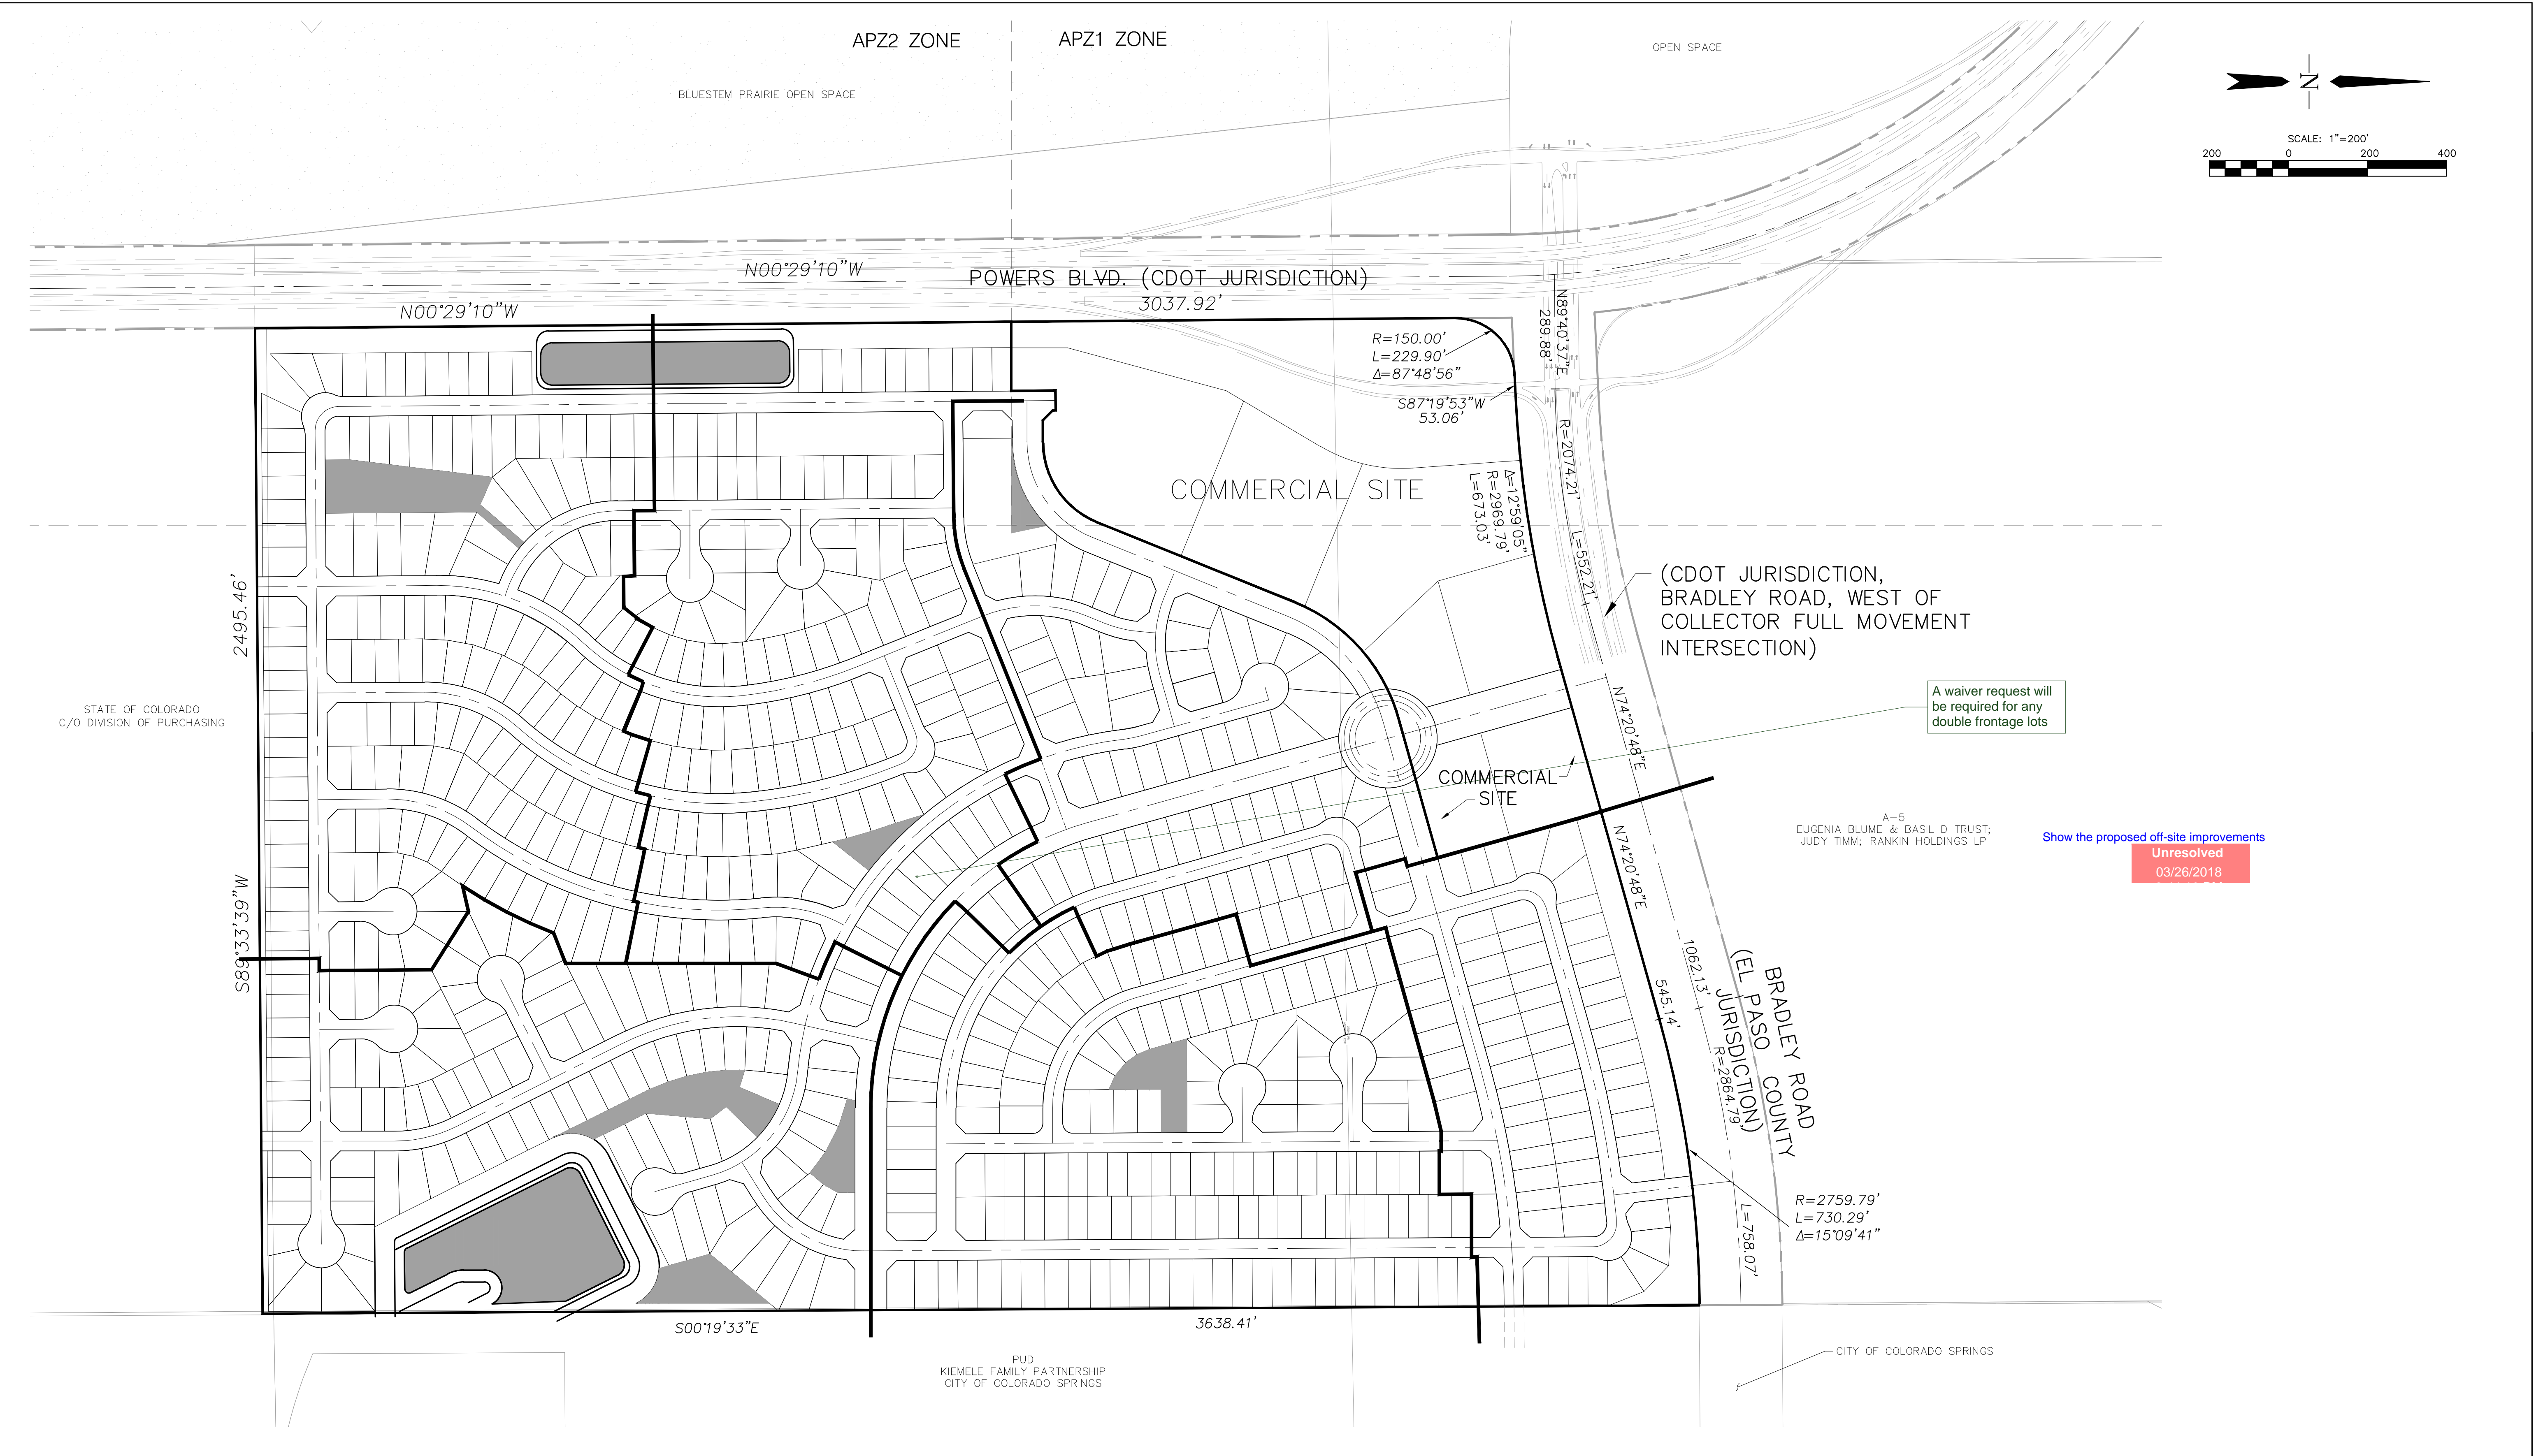 APZ2 ZONE
APZ1 ZONE
OPEN SPACE
BLUESTEM PRAIRIE OPEN SPACE
N
SCALE: 1"=200'
200 0 200 400
N00°29'10"W
POWERS BLVD. (CDOT JURISDICTION)
3037.92'
N00°29'10"W
R=150.00'
L=229.90'
Δ=87°48'56"
S87°19'53"W
53.06'
N89°40'37"E
289.88'
R=2074.21'
L=552.21'
Δ=12°59'05"
R=2969.79'
L=673.03'
COMMERCIAL SITE
(CDOT JURISDICTION,
BRADLEY ROAD, WEST OF
COLLECTOR FULL MOVEMENT
INTERSECTION)
2495.46'
S89°33'39"W
STATE OF COLORADO
C/O DIVISION OF PURCHASING
A waiver request will
be required for any
double frontage lots
N74°20'48"E
COMMERCIAL
SITE
A-5
EUGENIA BLUME & BASIL D TRUST;
JUDY TIMM; RANKIN HOLDINGS LP
Show the proposed off-site improvements
Unresolved
03/26/2018
N74°20'48"E
1062.13'
545.14'
BRADLEY ROAD
(EL PASO COUNTY
JURISDICTION)
R=2864.79'
L=758.07'
R=2759.79'
L=730.29'
Δ=15°09'41"
S00°19'33"E
3638.41'
PUD
KIEMELE FAMILY PARTNERSHIP
CITY OF COLORADO SPRINGS
CITY OF COLORADO SPRINGS